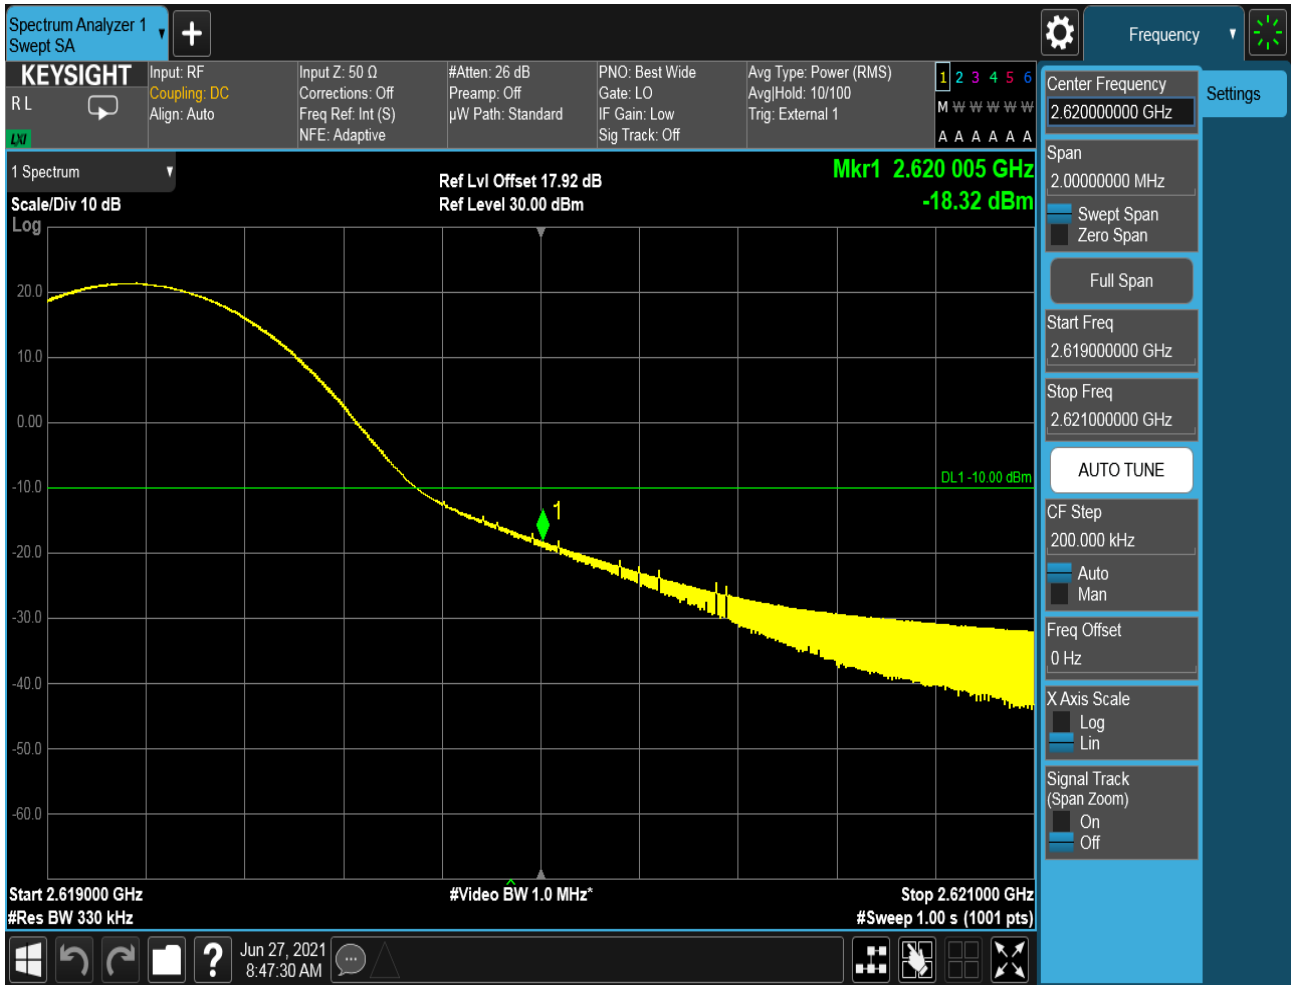 Spectrum Analyzer 1
Swept SA
Frequency
KEYSIGHT
R L
LXI
Input: RF
Coupling: DC
Align: Auto
Input Z: 50 Ω
Corrections: Off
Freq Ref: Int (S)
NFE: Adaptive
#Atten: 26 dB
Preamp: Off
µW Path: Standard
PNO: Best Wide
Gate: LO
IF Gain: Low
Sig Track: Off
Avg Type: Power (RMS)
Avg|Hold: 10/100
Trig: External 1
1 2 3 4 5 6
M W W W W W
A A A A A A
1 Spectrum
Scale/Div 10 dB
Log
Ref Lvl Offset 17.92 dB
Ref Level 30.00 dBm
Mkr1 2.620 005 GHz
-18.32 dBm
20.0
10.0
0.00
-10.0
-20.0
-30.0
-40.0
-50.0
-60.0
DL1 -10.00 dBm
1
Start 2.619000 GHz
#Res BW 330 kHz
#Video BW 1.0 MHz*
Stop 2.621000 GHz
#Sweep 1.00 s (1001 pts)
Jun 27, 2021
8:47:30 AM
?
Center Frequency
2.620000000 GHz
Settings
Span
2.00000000 MHz
Swept Span
Zero Span
Full Span
Start Freq
2.619000000 GHz
Stop Freq
2.621000000 GHz
AUTO TUNE
CF Step
200.000 kHz
Auto
Man
Freq Offset
0 Hz
X Axis Scale
Log
Lin
Signal Track
(Span Zoom)
On
Off